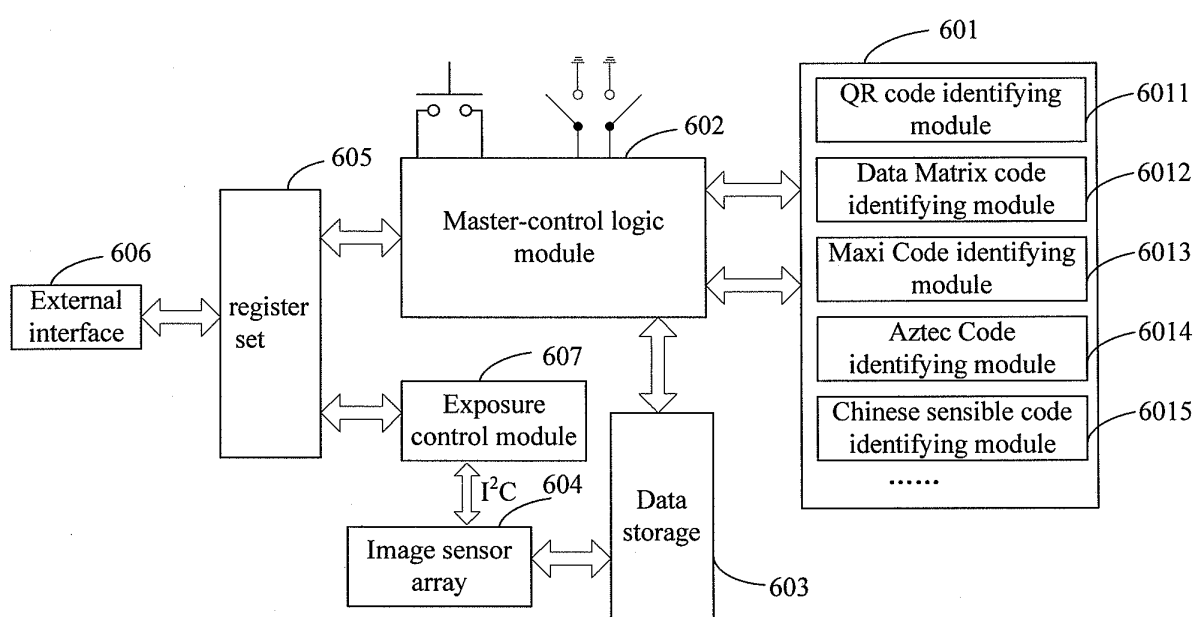 601
QR code identifying
module
6011
602
605
Data Matrix code
identifying module
6012
Master-control logic
module
Maxi Code identifying
module
6013
606
External
interface
register
set
Aztec Code
identifying module
6014
607
Exposure
control module
Chinese sensible code
identifying module
6015
......
I²C
604
Data
storage
Image sensor
array
603